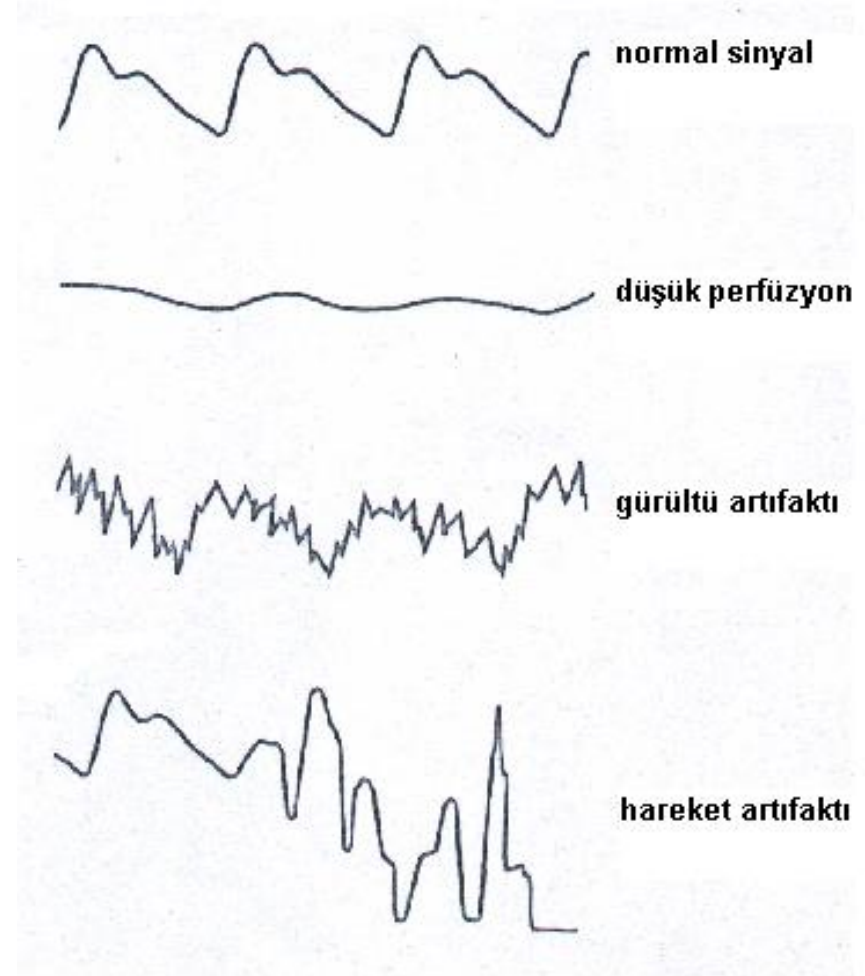 normal sinyal
düşük perfüzyon
gürültü artıfaktı
hareket artıfaktı